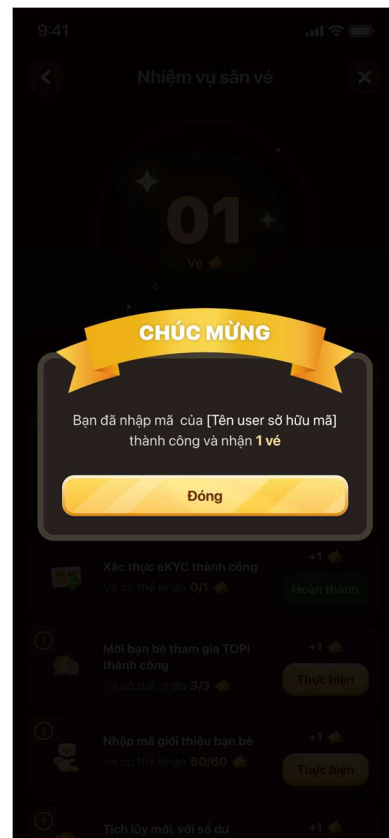 9:41
Nhiệm vụ săn vé
01
Vé
CHÚC MỪNG
Bạn đã nhập mã của [Tên user sở hữu mã]
thành công và nhận 1 vé
Đóng
+1
Xác thực eKYC thành công
Vé có thể nhận 0/1
Hoàn thành
+1
Mời bạn bè tham gia TOPI
thành công
Vé có thể nhận 3/3
Thực hiện
+1
Nhập mã giới thiệu bạn bè
Vé có thể nhận 60/60
Thực hiện
+1
Tích lũy mới, với số dư